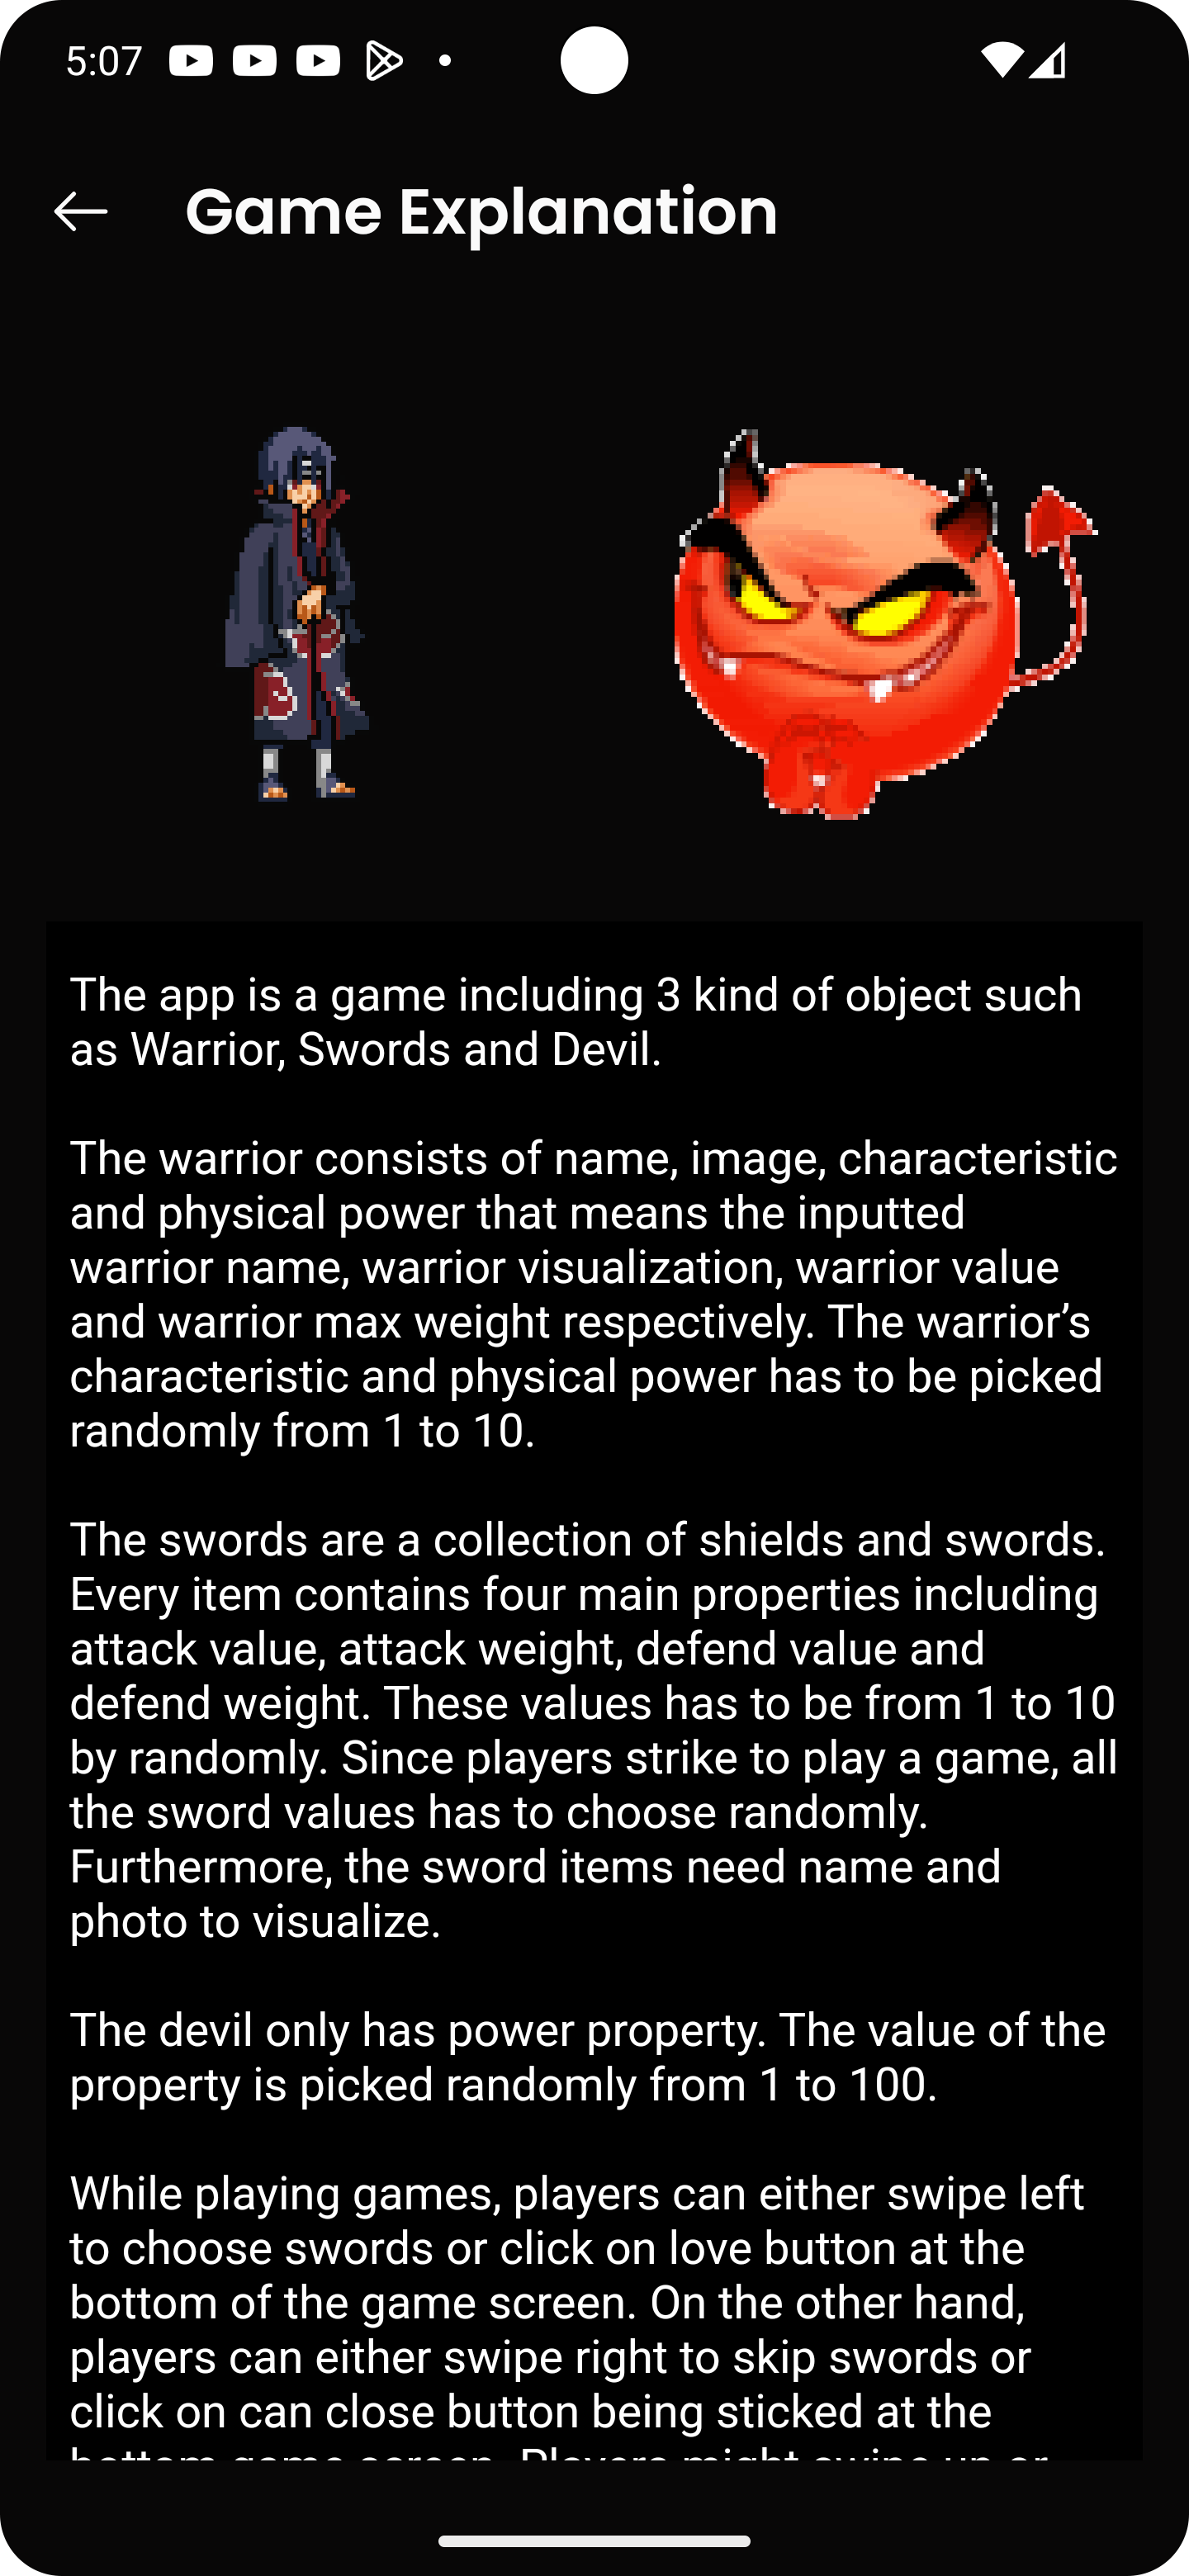 5:07
Game Explanation
The app is a game including 3 kind of object such
as Warrior, Swords and Devil.
The warrior consists of name, image, characteristic
and physical power that means the inputted
warrior name, warrior visualization, warrior value
and warrior max weight respectively. The warrior’s
characteristic and physical power has to be picked
randomly from 1 to 10.
The swords are a collection of shields and swords.
Every item contains four main properties including
attack value, attack weight, defend value and
defend weight. These values has to be from 1 to 10
by randomly. Since players strike to play a game, all
the sword values has to choose randomly.
Furthermore, the sword items need name and
photo to visualize.
The devil only has power property. The value of the
property is picked randomly from 1 to 100.
While playing games, players can either swipe left
to choose swords or click on love button at the
bottom of the game screen. On the other hand,
players can either swipe right to skip swords or
click on can close button being sticked at the
bottom game screen. Players might swipe up or